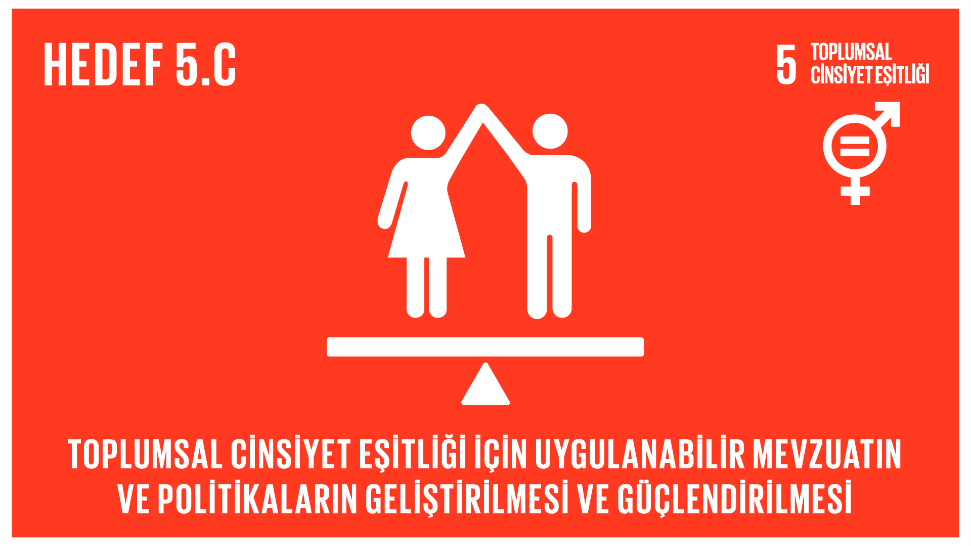 HEDEF 5.C
5 TOPLUMSAL
CİNSİYET EŞİTLİĞİ
TOPLUMSAL CİNSİYET EŞİTLİĞİ İÇİN UYGULANABİLİR MEVZUATIN
VE POLİTİKALARIN GELİŞTİRİLMESİ VE GÜÇLENDİRİLMESİ